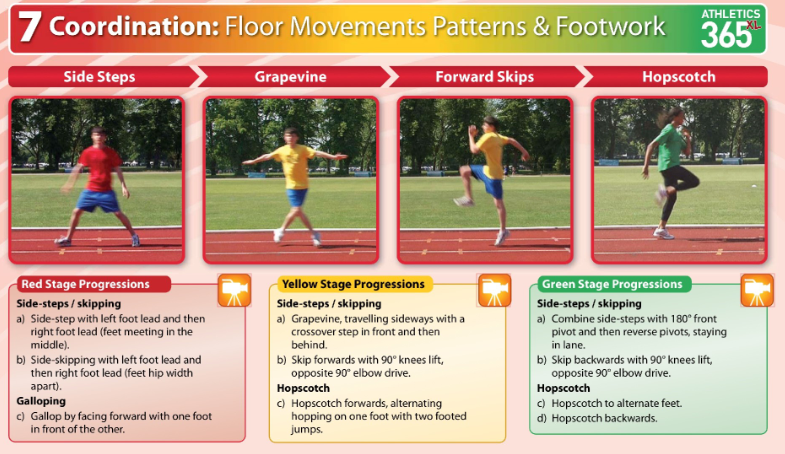 7 Coordination: Floor Movements Patterns & Footwork
ATHLETICS
365XL
Side Steps
Grapevine
Forward Skips
Hopscotch
Red Stage Progressions
Side-steps / skipping
a) Side-step with left foot lead and then
right foot lead (feet meeting in the
middle).
b) Side-skipping with left foot lead and
then right foot lead (feet hip width
apart).
Galloping
c) Gallop by facing forward with one foot
in front of the other.
Yellow Stage Progressions
Side-steps / skipping
a) Grapevine, travelling sideways with a
crossover step in front and then
behind.
b) Skip forwards with 90° knees lift,
opposite 90° elbow drive.
Hopscotch
c) Hopscotch forwards, alternating
hopping on one foot with two footed
jumps.
Green Stage Progressions
Side-steps / skipping
a) Combine side-steps with 180° front
pivot and then reverse pivots, staying
in lane.
b) Skip backwards with 90° knees lift,
opposite 90° elbow drive.
Hopscotch
c) Hopscotch to alternate feet.
d) Hopscotch backwards.